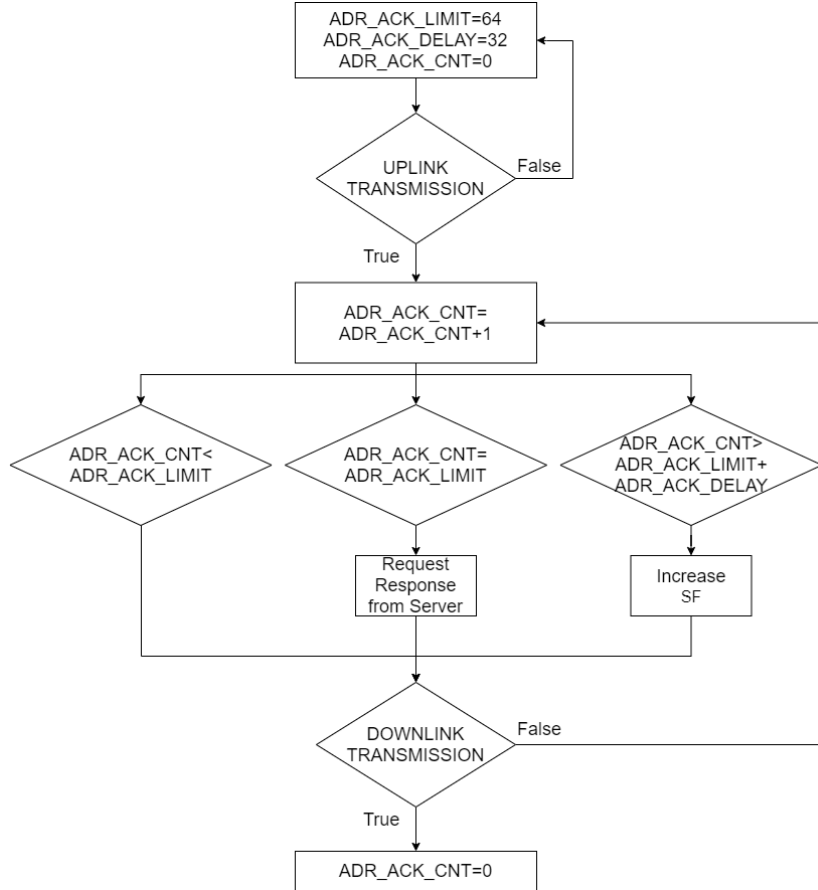 ADR_ACK_LIMIT=64
ADR_ACK_DELAY=32
ADR_ACK_CNT=0
UPLINK
TRANSMISSION
False
True
ADR_ACK_CNT=
ADR_ACK_CNT+1
ADR_ACK_CNT<
ADR_ACK_LIMIT
ADR_ACK_CNT=
ADR_ACK_LIMIT
ADR_ACK_CNT>
ADR_ACK_LIMIT+
ADR_ACK_DELAY
Request
Response
from Server
Increase
SF
DOWNLINK
TRANSMISSION
False
True
ADR_ACK_CNT=0